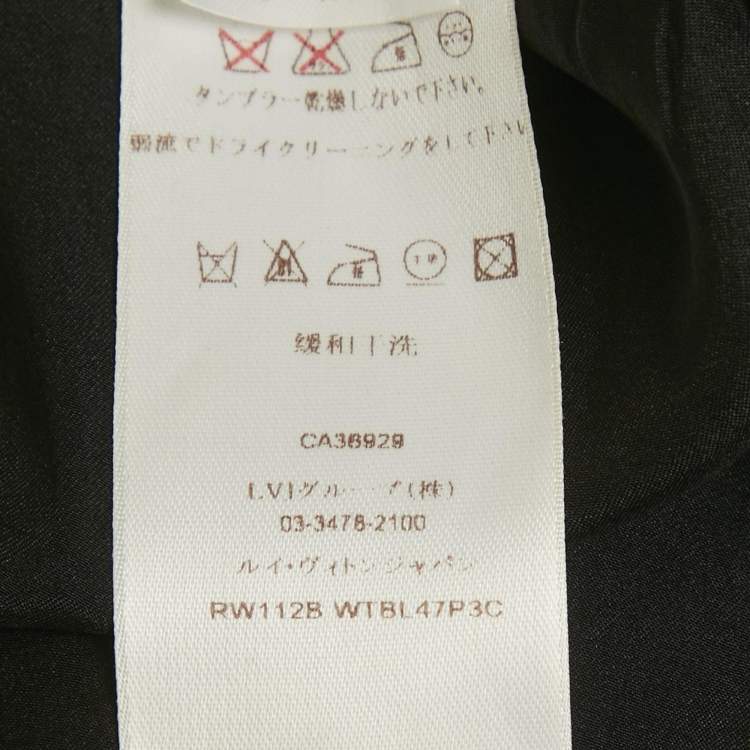 タンブラー乾燥しないで下さい。
弱流でドライクリーニングをして下さい
缓和干洗
CA36929
LVJグループ(株)
03-3478-2100
ルイ・ヴィトンジャパン
RW112B WTBL47P3C